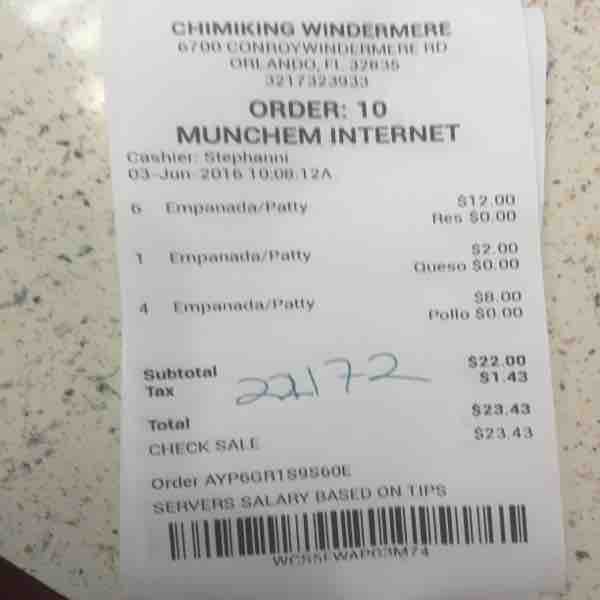 CHIMIKING WINDERMERE
6700 CONROYWINDERMERE RD
ORLANDO, FL 32835
3217323933
ORDER: 10
MUNCHEM INTERNET
Cashier: Stephanni
03-Jun-2016 10:08:12A
6 Empanada/Patty $12.00
Res $0.00
1 Empanada/Patty $2.00
Queso $0.00
4 Empanada/Patty $8.00
Pollo $0.00
Subtotal $22.00
Tax $1.43
22172
Total $23.43
CHECK SALE $23.43
Order AYP6GR1S9S60E
SERVERS SALARY BASED ON TIPS